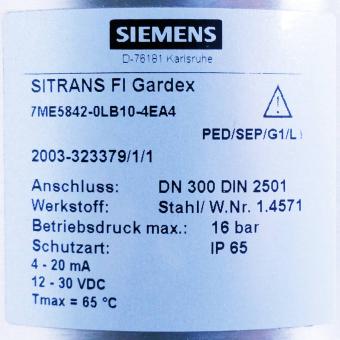 SIEMENS
D-76181 Karlsruhe
SITRANS FI Gardex
7ME5842-0LB10-4EA4
PED/SEP/G1/L)
2003-323379/1/1
Anschluss: DN 300 DIN 2501
Werkstoff: Stahl/ W.Nr. 1.4571
Betriebsdruck max.: 16 bar
Schutzart: IP 65
4 - 20 mA
12 - 30 VDC
Tmax = 65 °C